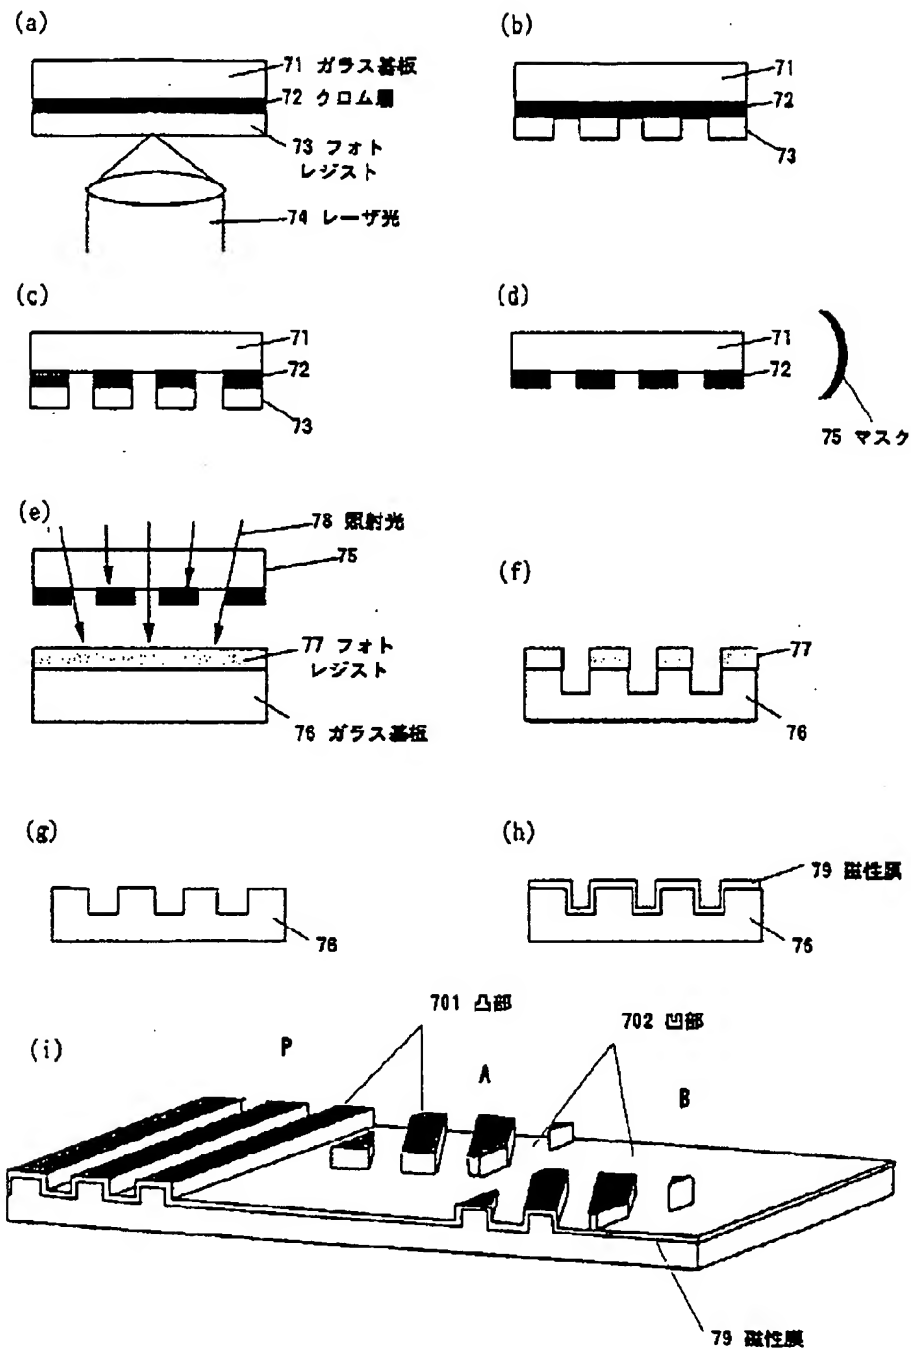 (a)
71 ガラス基板
72 クロム層
73 フォト
レジスト
74 レーザ光
(b)
71
72
73
(c)
71
72
73
(d)
71
72
75 マスク
(e)
78 照射光
75
77 フォト
レジスト
76 ガラス基板
(f)
77
76
(g)
76
(h)
79 磁性膜
76
(i)
P
701 凸部
A
702 凹部
B
79 磁性膜